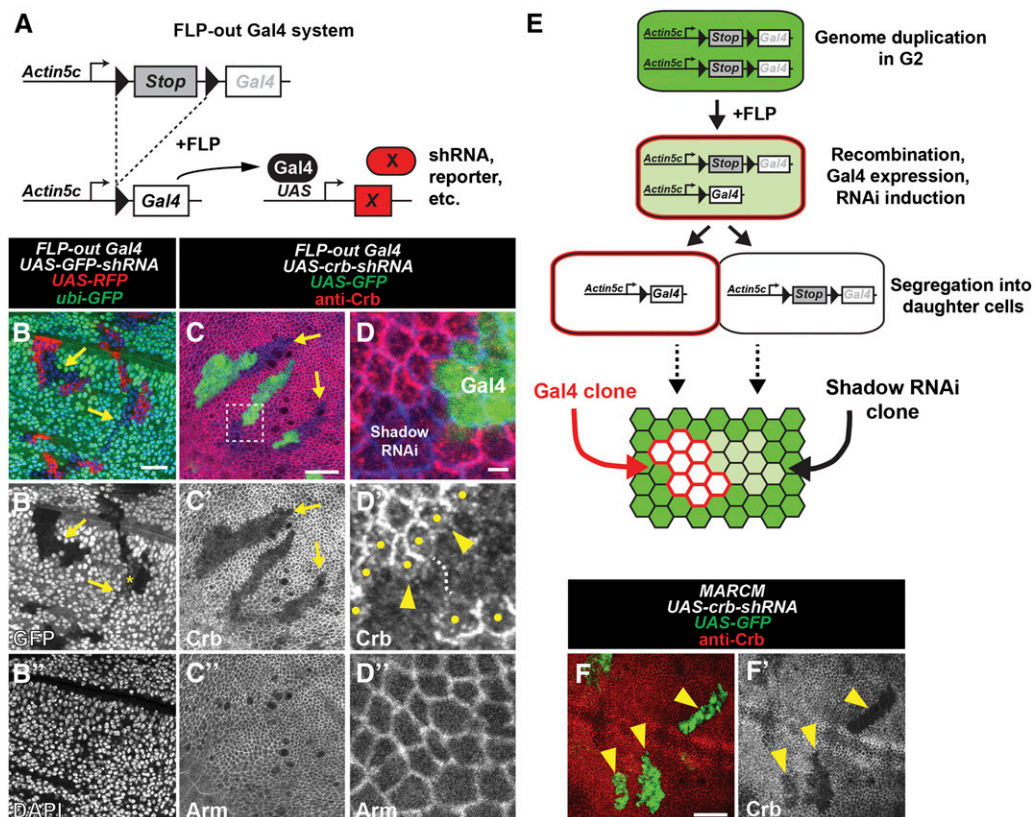 A
FLP-out Gal4 system
Actin5c
Stop
Gal4
+FLP
Gal4
X
shRNA,
reporter,
etc.
Actin5c
Gal4
UAS
X
FLP-out Gal4
UAS-GFP-shRNA
UAS-RFP
ubi-GFP
FLP-out Gal4
UAS-crb-shRNA
UAS-GFP
anti-Crb
B
C
D
Gal4
Shadow
RNAi
B'
GFP
*
C'
Crb
D'
Crb
B''
DAPI
C''
Arm
D''
Arm
E
Actin5c
Stop
Gal4
Actin5c
Stop
Gal4
Genome duplication
in G2
+FLP
Actin5c
Stop
Gal4
Actin5c
Gal4
Recombination,
Gal4 expression,
RNAi induction
Actin5c
Gal4
Actin5c
Stop
Gal4
Segregation into
daughter cells
Gal4 clone
Shadow RNAi
clone
MARCM
UAS-crb-shRNA
UAS-GFP
anti-Crb
F
F'
Crb